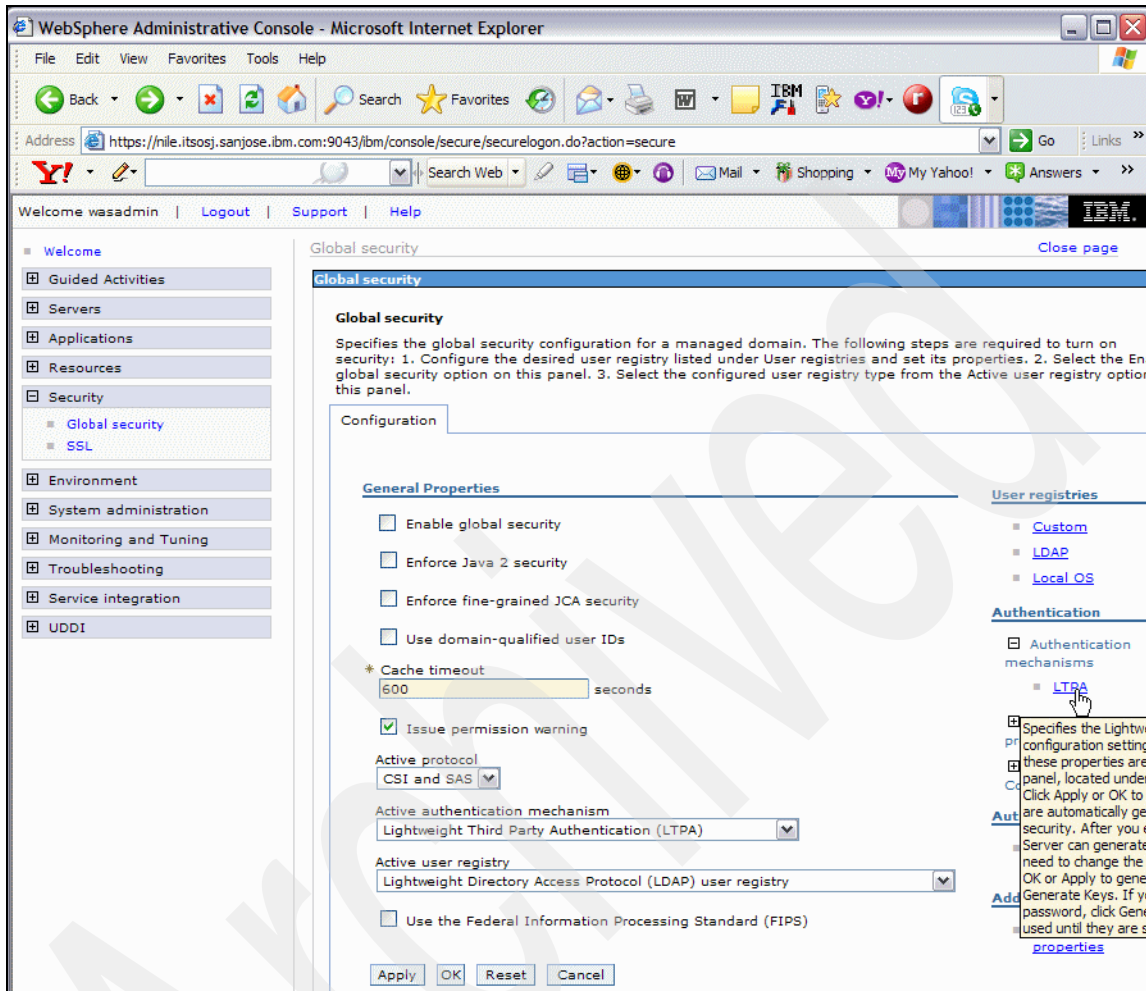 WebSphere Administrative Console - Microsoft Internet Explorer
File Edit View Favorites Tools Help
Back Search Favorites IBM
Address https://nile.itsosj.sanjose.ibm.com:9043/ibm/console/secure/securelogon.do?action=secure Go Links »
Y! Search Web Mail Shopping My My Yahoo! Answers »
Welcome wasadmin | Logout | Support | Help IBM.
Welcome
Guided Activities
Servers
Applications
Resources
Security
Global security
SSL
Environment
System administration
Monitoring and Tuning
Troubleshooting
Service integration
UDDI
Global security Close page
Global security
Global security
Specifies the global security configuration for a managed domain. The following steps are required to turn on
security: 1. Configure the desired user registry listed under User registries and set its properties. 2. Select the En
global security option on this panel. 3. Select the configured user registry type from the Active user registry option
this panel.
Configuration
General Properties
Enable global security
Enforce Java 2 security
Enforce fine-grained JCA security
Use domain-qualified user IDs
* Cache timeout
600 seconds
Issue permission warning
Active protocol
CSI and SAS
Active authentication mechanism
Lightweight Third Party Authentication (LTPA)
Active user registry
Lightweight Directory Access Protocol (LDAP) user registry
Use the Federal Information Processing Standard (FIPS)
Apply OK Reset Cancel
User registries
Custom
LDAP
Local OS
Authentication
Authentication
mechanisms
LTPA
Specifies the Lightwe
configuration setting
these properties are
panel, located under
Click Apply or OK to
are automatically ge
security. After you e
Server can generate
need to change the
OK or Apply to gene
Generate Keys. If yo
password, click Gene
used until they are s
properties
Archived